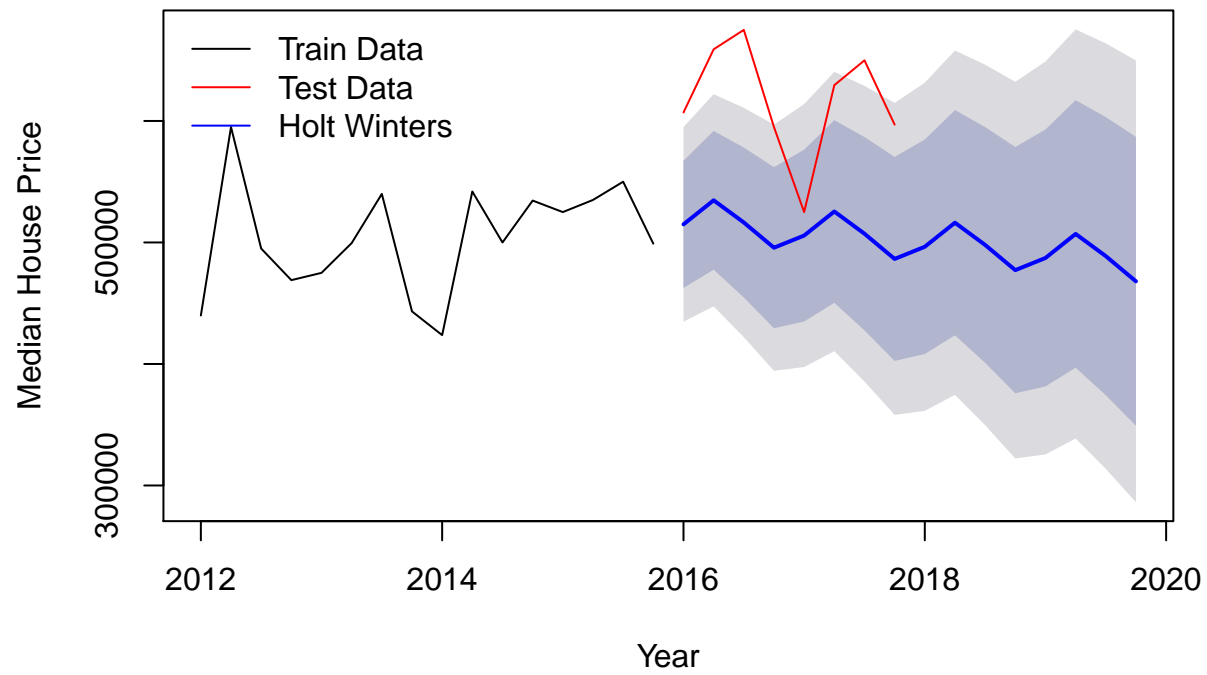 Train Data
Test Data
Holt Winters
Median House Price
500000
300000
2012 2014 2016 2018 2020
Year